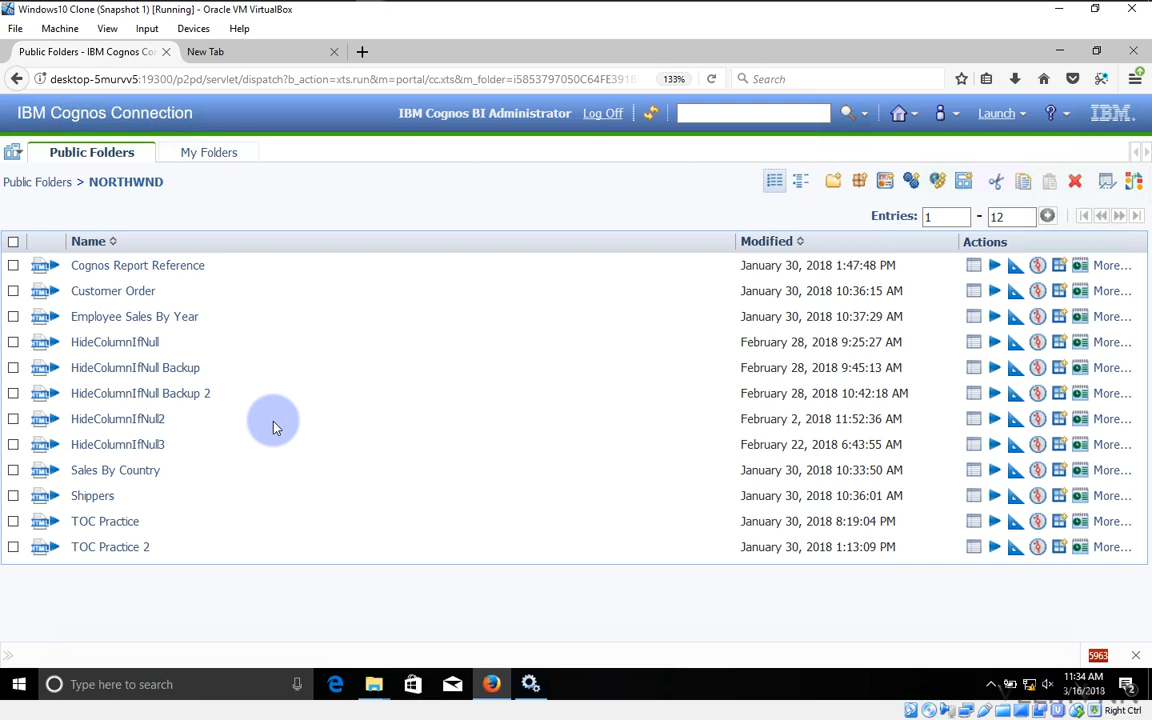 Windows10 Clone (Snapshot 1) [Running] - Oracle VM VirtualBox
File Machine View Input Devices Help
Public Folders - IBM Cognos Co New Tab
desktop-5murvv5:19300/p2pd/servlet/dispatch?b_action=xts.run&m=portal/cc.xts&m_folder=i5853797050C64FE391B 133% Search
IBM Cognos Connection IBM Cognos BI Administrator Log Off Launch IBM.
Public Folders My Folders
Public Folders > NORTHWND
Entries: 1 - 12
Name Modified Actions
Cognos Report Reference January 30, 2018 1:47:48 PM More...
Customer Order January 30, 2018 10:36:15 AM More...
Employee Sales By Year January 30, 2018 10:37:29 AM More...
HideColumnIfNull February 28, 2018 9:25:27 AM More...
HideColumnIfNull Backup February 28, 2018 9:45:13 AM More...
HideColumnIfNull Backup 2 February 28, 2018 10:42:18 AM More...
HideColumnIfNull2 February 2, 2018 11:52:36 AM More...
HideColumnIfNull3 February 22, 2018 6:43:55 AM More...
Sales By Country January 30, 2018 10:33:50 AM More...
Shippers January 30, 2018 10:36:01 AM More...
TOC Practice January 30, 2018 8:19:04 PM More...
TOC Practice 2 January 30, 2018 1:13:09 PM More...
5963
Type here to search 11:34 AM
3/16/2018
Right Ctrl